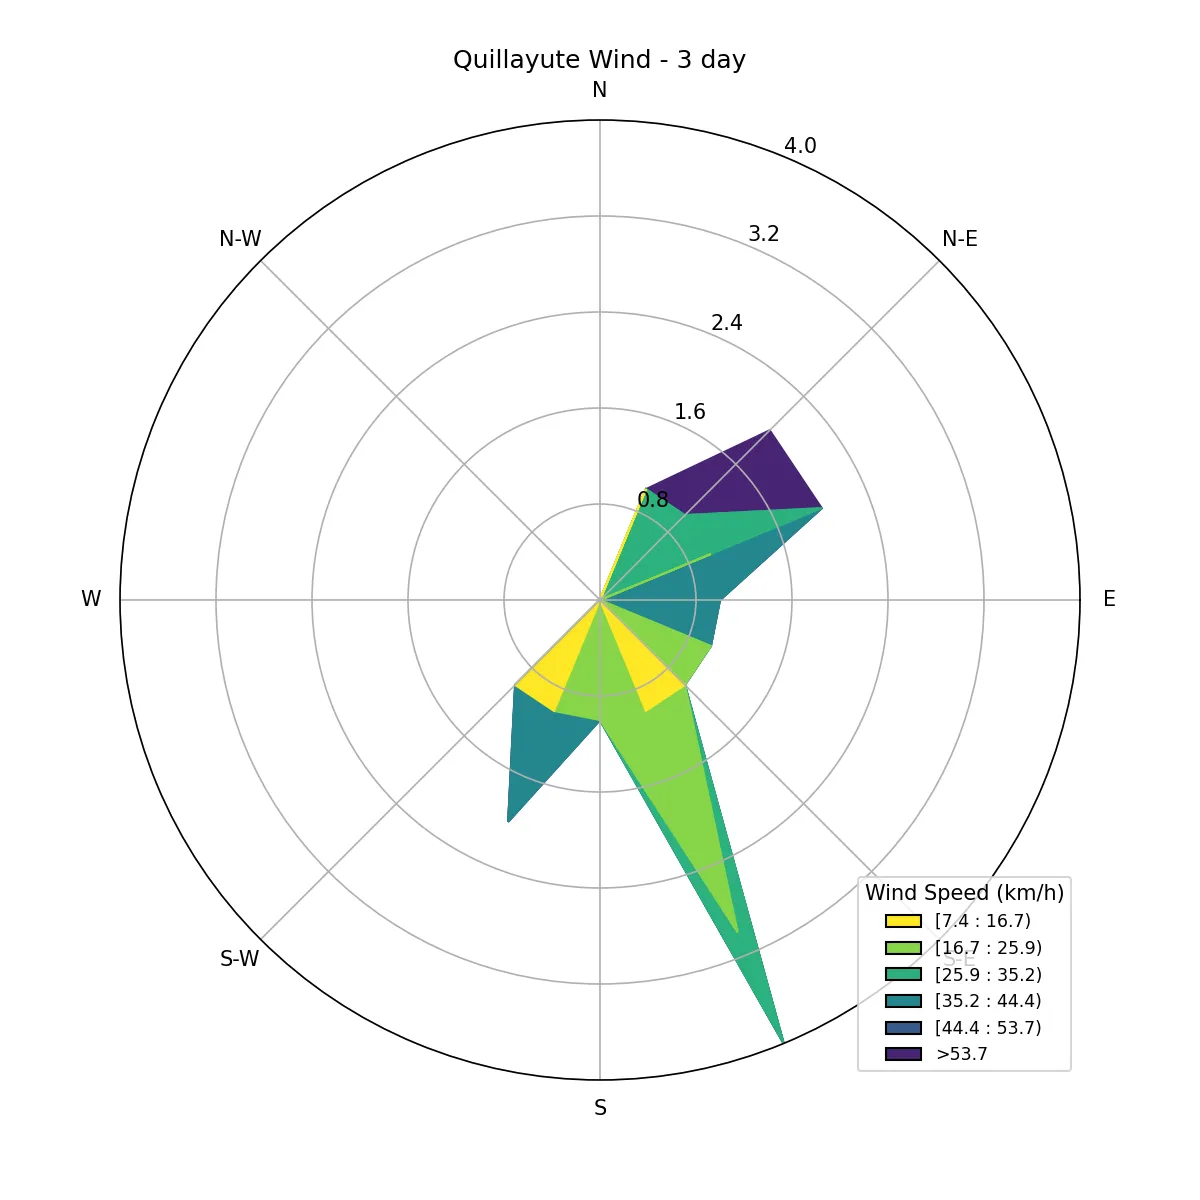 Quillayute Wind - 3 day
N
4.0
N-W
3.2
N-E
2.4
1.6
0.8
W
E
S-W
S-E
S
Wind Speed (km/h)
[7.4 : 16.7)
[16.7 : 25.9)
[25.9 : 35.2)
[35.2 : 44.4)
[44.4 : 53.7)
>53.7